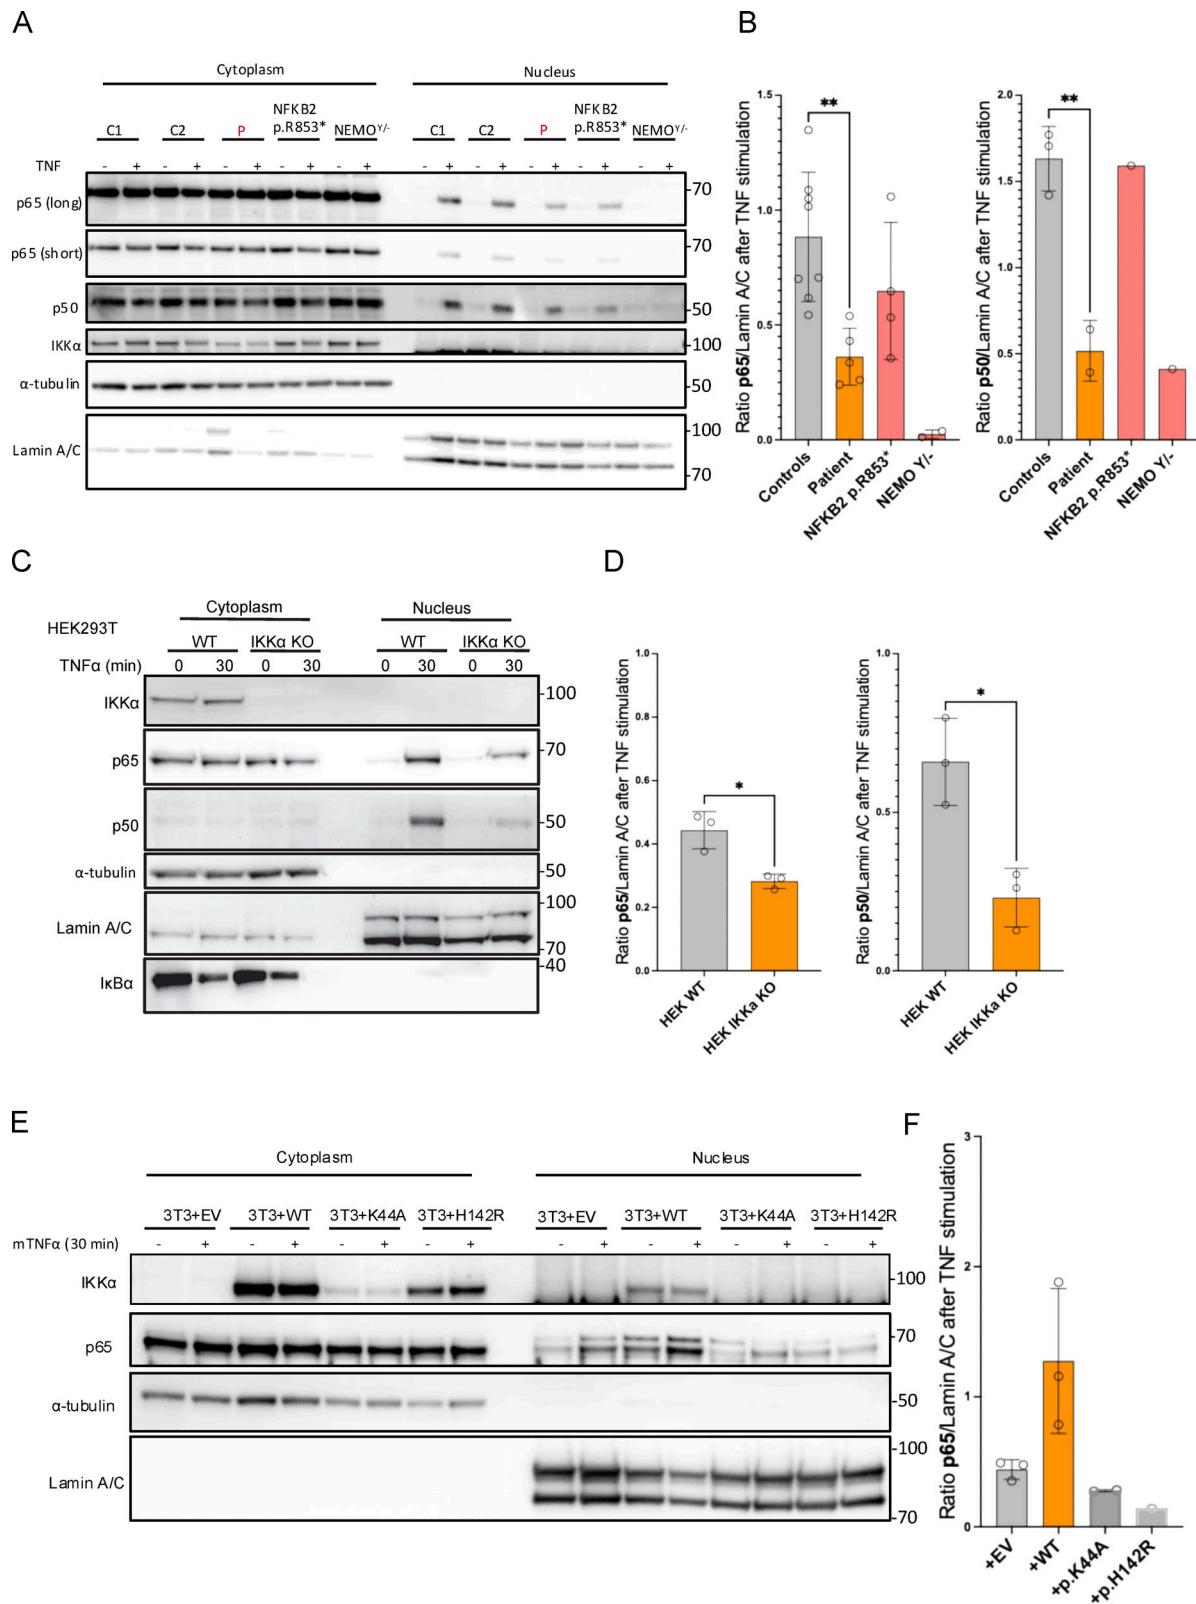 A
Cytoplasm
Nucleus
C1 C2 P NFKB2 p.R853* NEMOY/-
C1 C2 P NFKB2 p.R853* NEMOY/-
TNF - + - + - + - + - + - + - + - + - + - +
p65 (long) -70
p65 (short) -70
p50 -50
IKKα -100
α-tubulin -50
Lamin A/C -100
-70
B
Ratio p65/Lamin A/C after TNF stimulation
1.5
1.0
0.5
0.0
**
Controls
Patient
NFKB2 p.R853*
NEMO Y/-
Ratio p50/Lamin A/C after TNF stimulation
2.0
1.5
1.0
0.5
0.0
**
Controls
Patient
NFKB2 p.R853*
NEMO Y/-
C
Cytoplasm Nucleus
HEK293T
WT IKKα KO WT IKKα KO
TNFα (min) 0 30 0 30 0 30 0 30
IKKα -100
p65 -70
p50 -50
α-tubulin -50
Lamin A/C -100
-70
IκBα -40
D
Ratio p65/Lamin A/C after TNF stimulation
1.0
0.8
0.6
0.4
0.2
0.0
*
HEK WT
HEK IKKa KO
Ratio p50/Lamin A/C after TNF stimulation
1.0
0.5
0.0
*
HEK WT
HEK IKKa KO
E
Cytoplasm Nucleus
3T3+EV 3T3+WT 3T3+K44A 3T3+H142R 3T3+EV 3T3+WT 3T3+K44A 3T3+H142R
mTNFα (30 min) - + - + - + - + - + - + - + - +
IKKα -100
p65 -70
α-tubulin -50
Lamin A/C -100
-70
F
Ratio p65/Lamin A/C after TNF stimulation
3
2
1
0
+EV
+WT
+p.K44A
+p.H142R